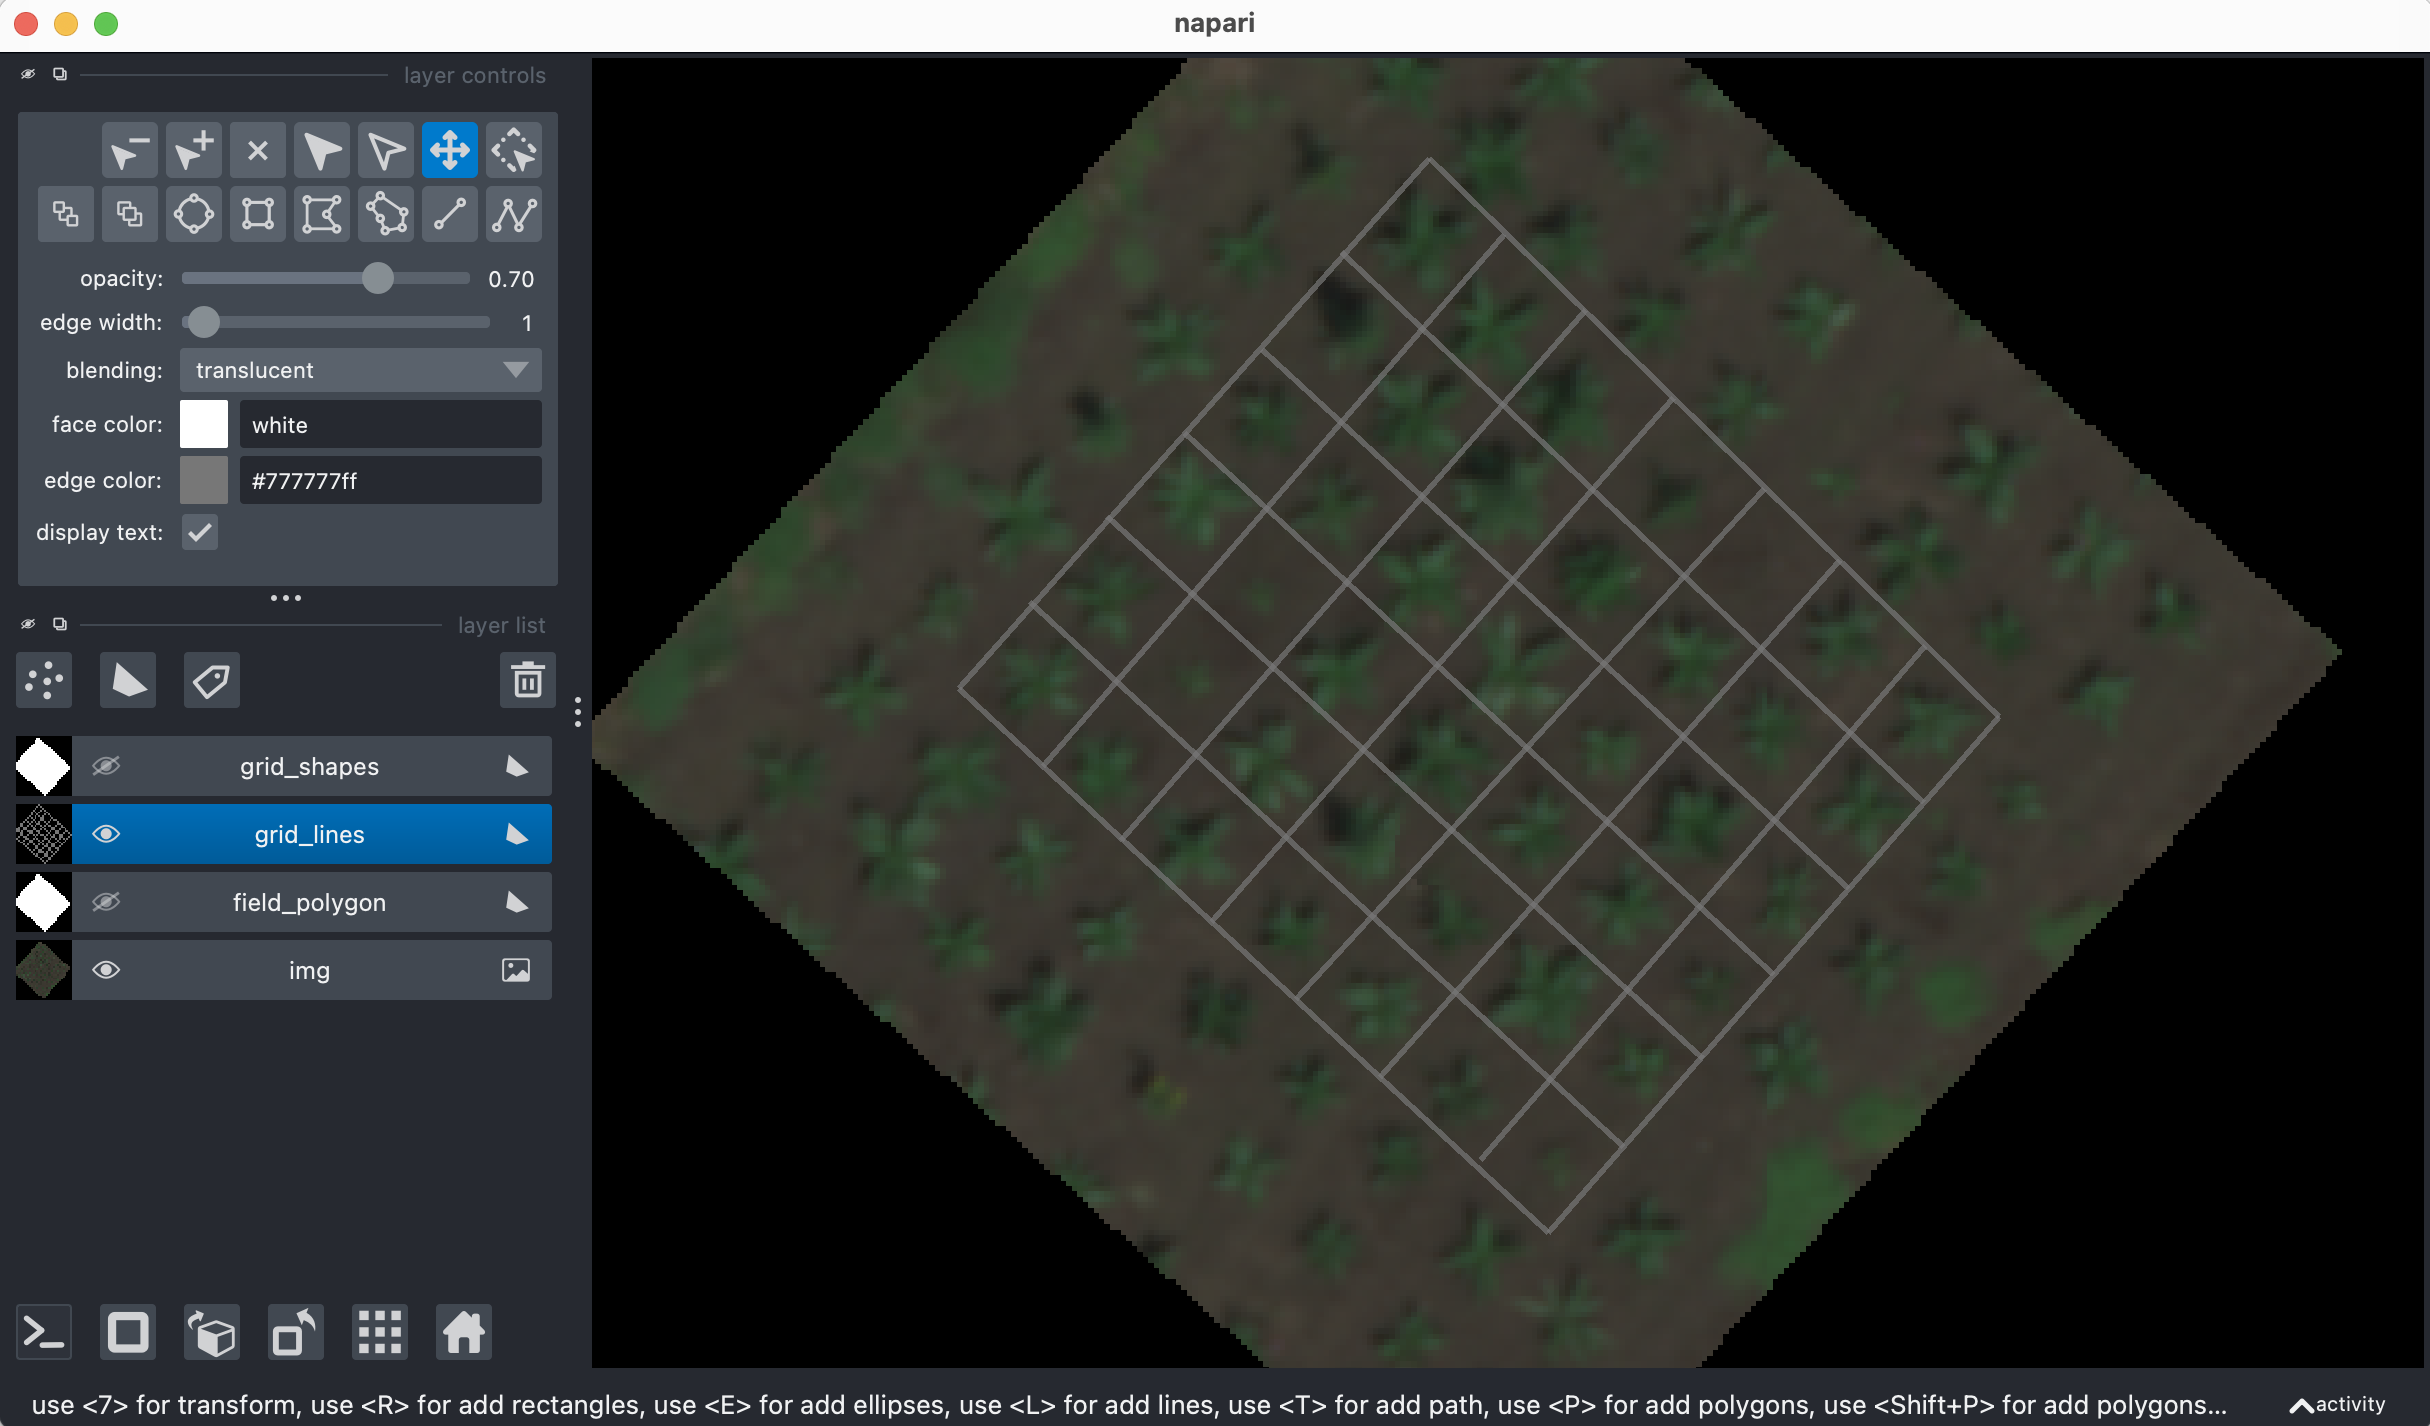 napari
layer controls
opacity: 0.70
edge width: 1
blending: translucent
face color: white
edge color: #777777ff
display text:
layer list
grid_shapes
grid_lines
field_polygon
img
use <7> for transform, use <R> for add rectangles, use <E> for add ellipses, use <L> for add lines, use <T> for add path, use <P> for add polygons, use <Shift+P> for add polygons... activity